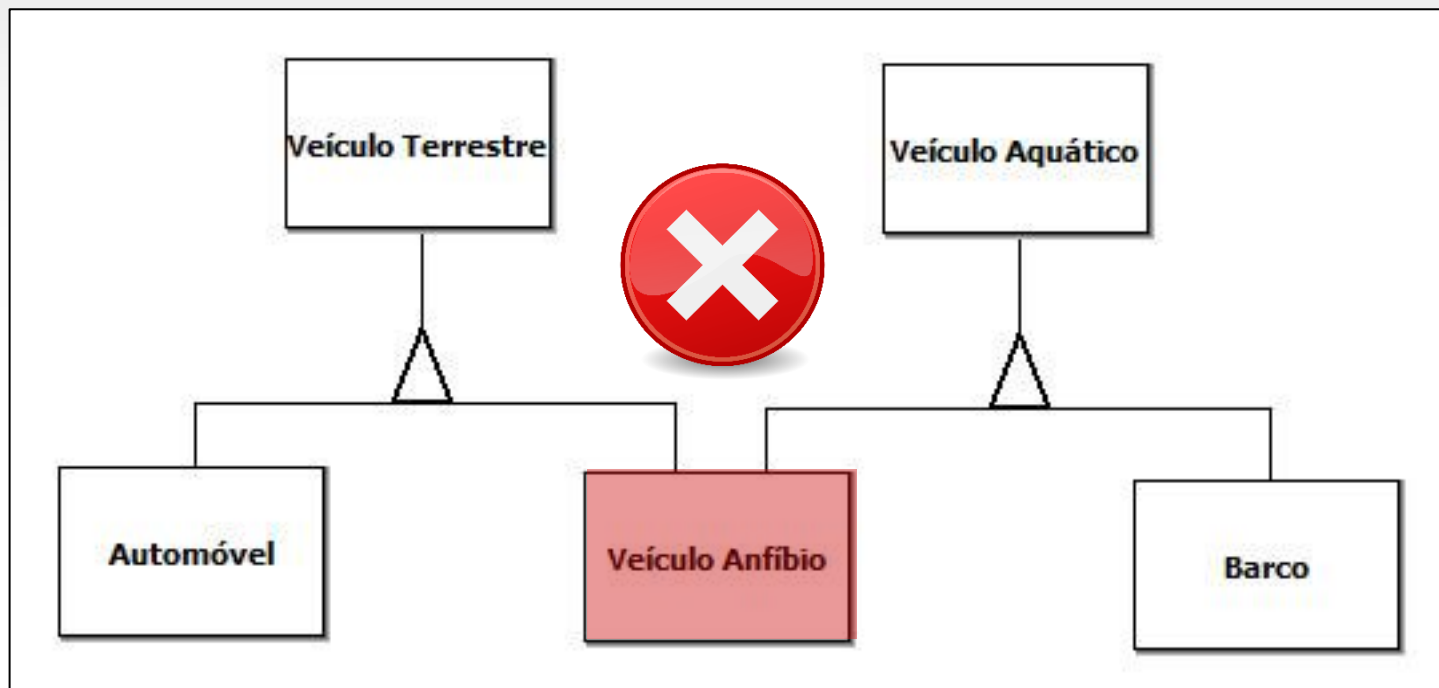 Veículo Terrestre
Veículo Aquático
Automóvel
Veículo Anfíbio
Barco